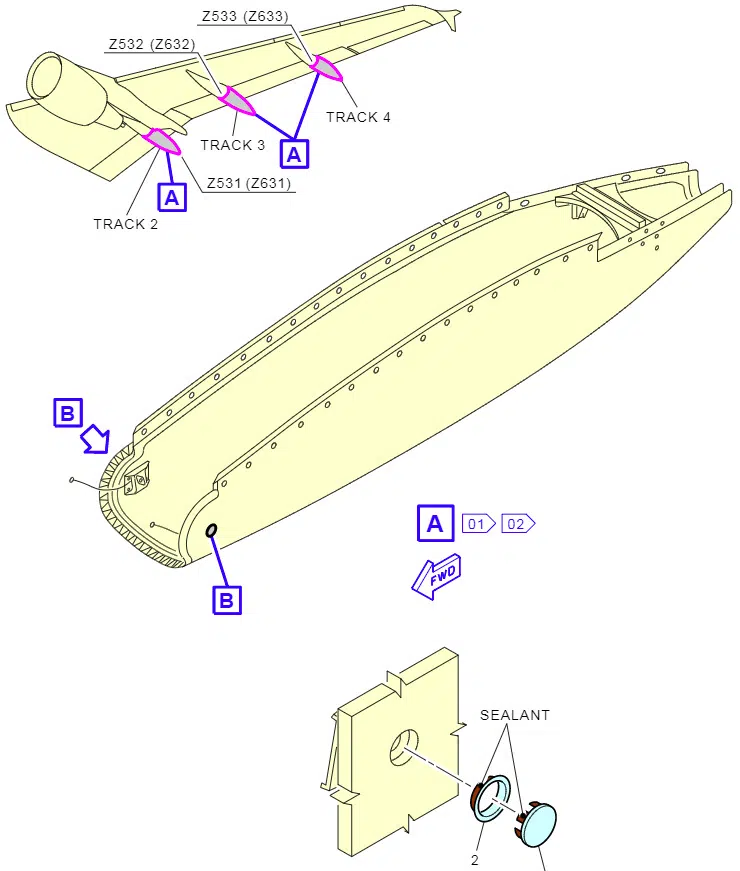 Z533 (Z633)
Z532 (Z632)
TRACK 4
TRACK 3
A
Z531 (Z631)
A
TRACK 2
B
A
01
02
FWD
B
SEALANT
2